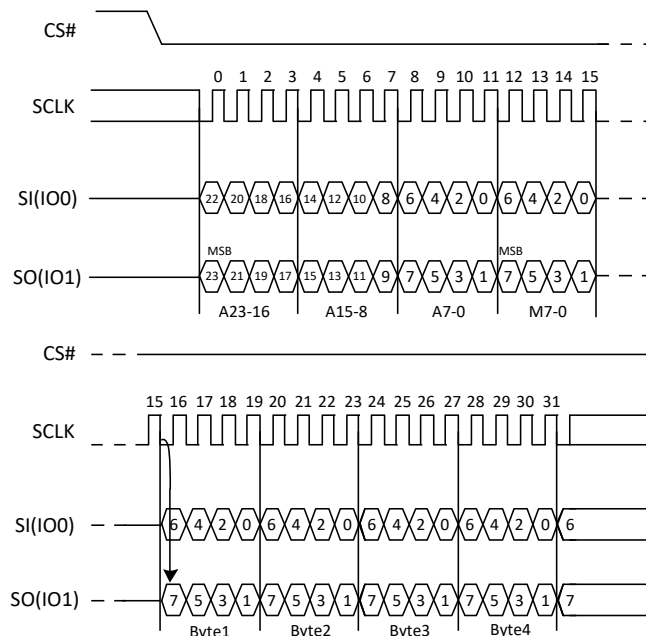 CS#
0 1 2 3 4 5 6 7 8 9 10 11 12 13 14 15
SCLK
SI(IO0) 22 20 18 16 14 12 10 8 6 4 2 0 6 4 2 0
MSB MSB
SO(IO1) 23 21 19 17 15 13 11 9 7 5 3 1 7 5 3 1
A23-16 A15-8 A7-0 M7-0
CS#
15 16 17 18 19 20 21 22 23 24 25 26 27 28 29 30 31
SCLK
SI(IO0) 6 4 2 0 6 4 2 0 6 4 2 0 6 4 2 0 6
SO(IO1) 7 5 3 1 7 5 3 1 7 5 3 1 7 5 3 1 7
Byte1 Byte2 Byte3 Byte4